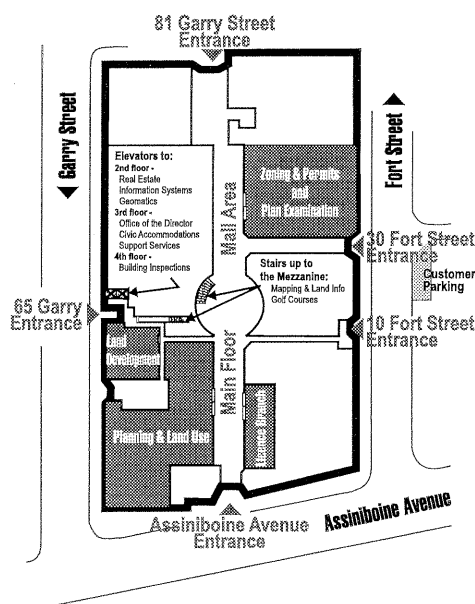 81 Garry Street
Entrance
Garry Street
Fort Street
Elevators to:
2nd floor -
Real Estate
Information Systems
Geomatics
3rd floor -
Office of the Director
Civic Accommodations
Support Services
4th floor -
Building Inspections
Zoning & Permits
and
Plan Examination
Mall Area
Stairs up to
the Mezzanine:
Mapping & Land Info
Golf Courses
30 Fort Street
Entrance
Customer
Parking
65 Garry
Entrance
10 Fort Street
Entrance
Land
Development
Main Floor
Planning & Land Use
Licence Branch
Assiniboine Avenue
Entrance
Assiniboine Avenue